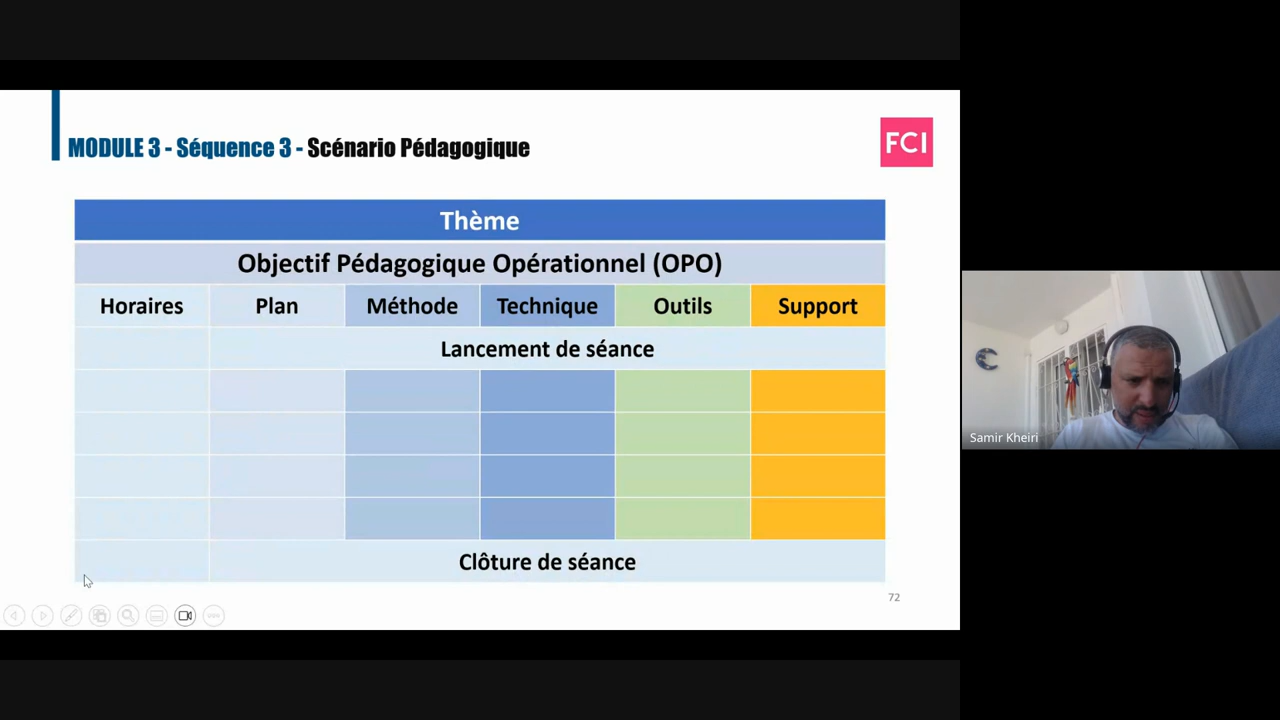 MODULE 3 - Séquence 3 - Scénario Pédagogique
FCI
Thème
Objectif Pédagogique Opérationnel (OPO)
Horaires Plan Méthode Technique Outils Support
Lancement de séance
Clôture de séance
72
Samir Kheiri